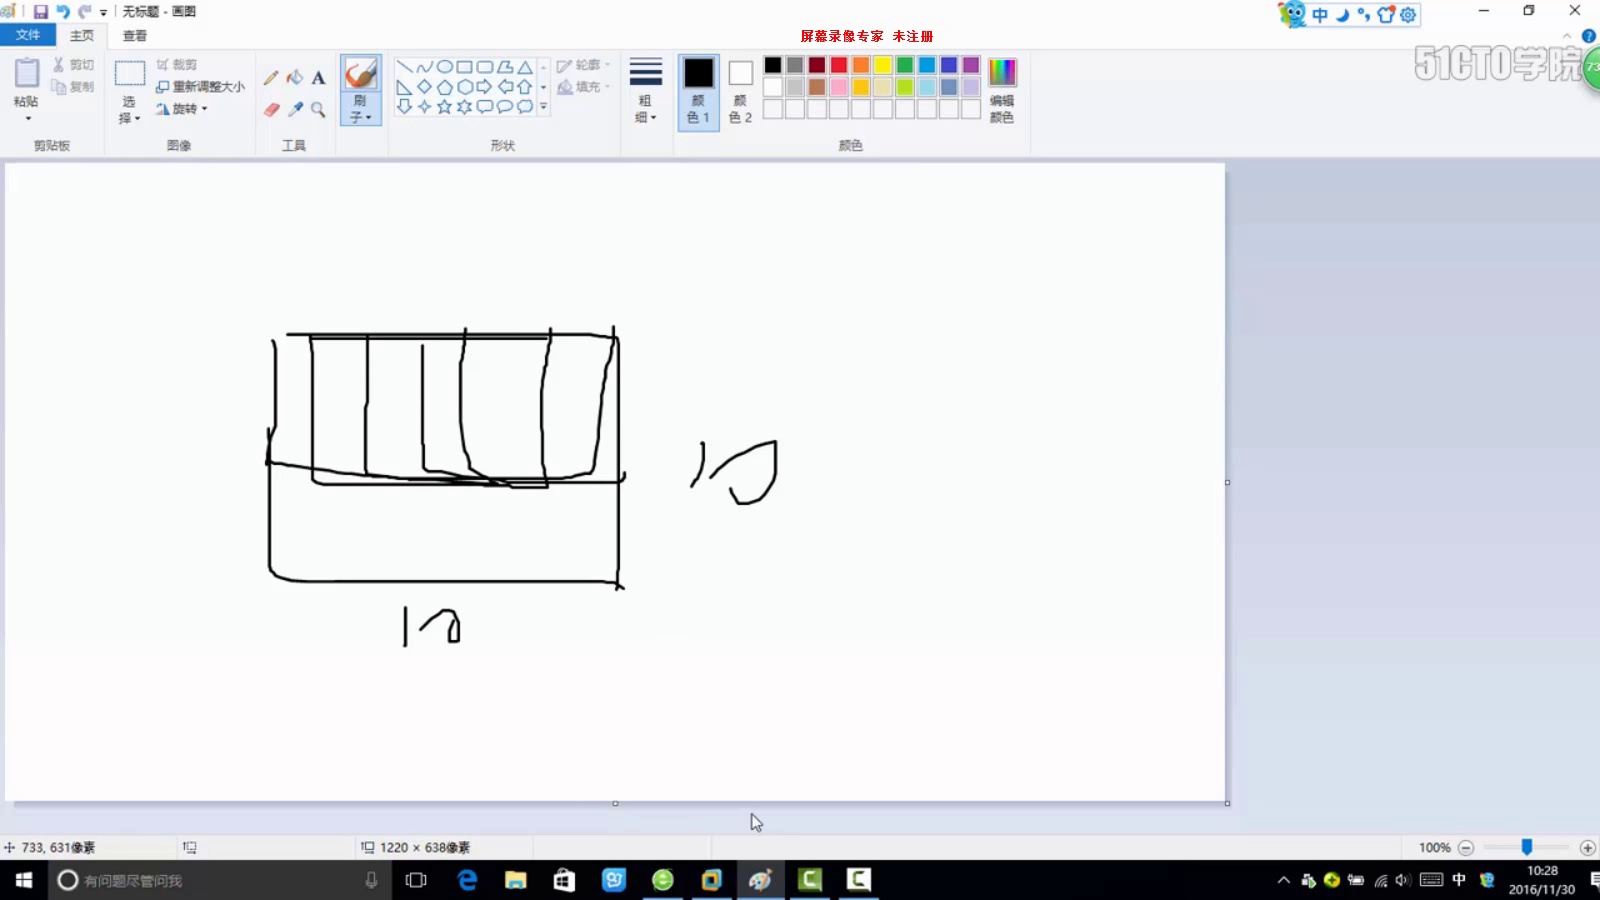 无标题 - 画图
中
屏幕录像专家 未注册
文件 主页 查看
51CTO学院
73
粘贴
剪切
复制
选择
裁剪
重新调整大小
旋转
A
刷子
轮廓
填充
粗细
颜色 1
颜色 2
编辑颜色
剪贴板
图像
工具
形状
颜色
733, 631像素
1220 × 638像素
100%
有问题尽管问我
中
10:28
2016/11/30